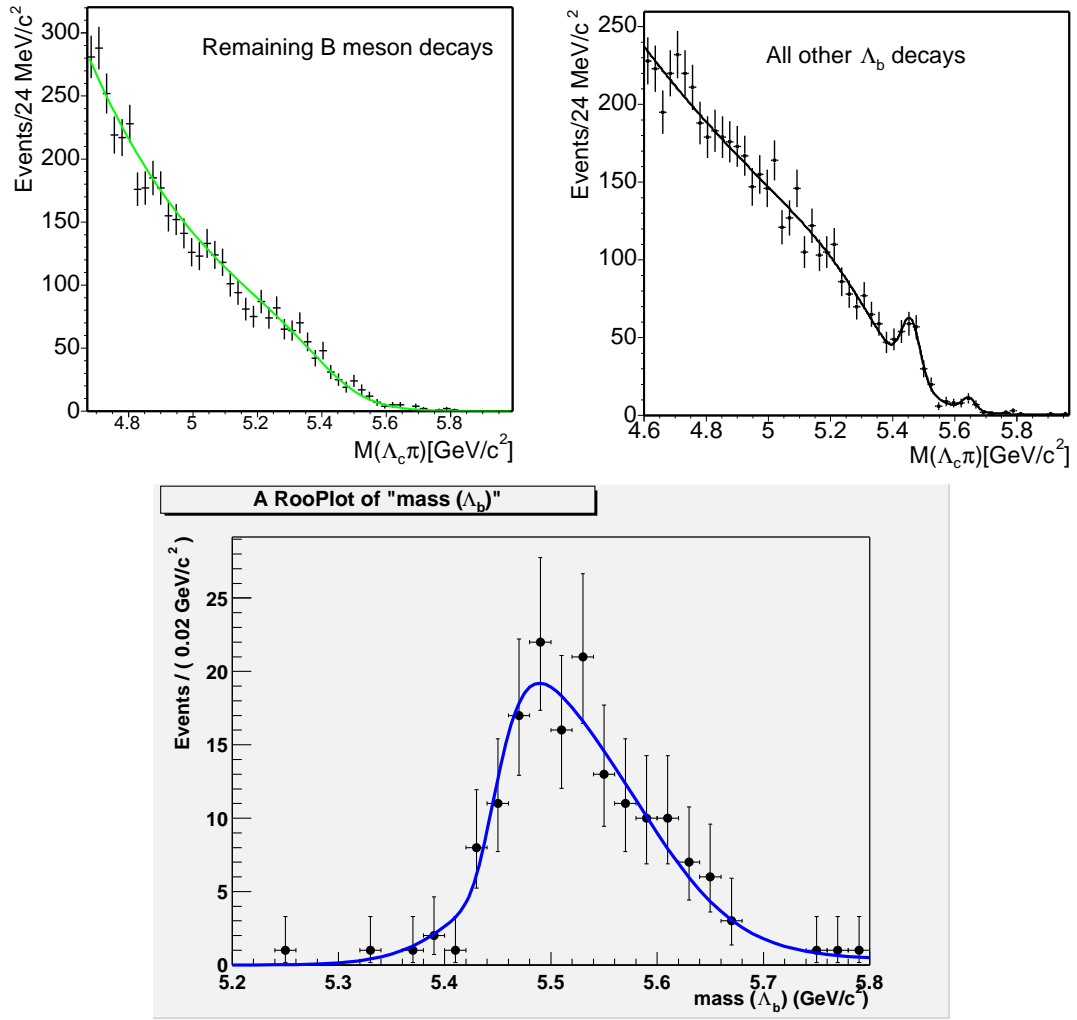 Remaining B meson decays
Events/24 MeV/c²
300
250
200
150
100
50
0
4.8 5 5.2 5.4 5.6 5.8
M(Λcπ)[GeV/c²]
All other Λb decays
Events/24 MeV/c²
250
200
150
100
50
0
4.6 4.8 5 5.2 5.4 5.6 5.8
M(Λcπ)[GeV/c²]
A RooPlot of "mass (Λb)"
Events / ( 0.02 GeV/c² )
25
20
15
10
5
0
5.2 5.3 5.4 5.5 5.6 5.7 5.8
mass (Λb) (GeV/c²)